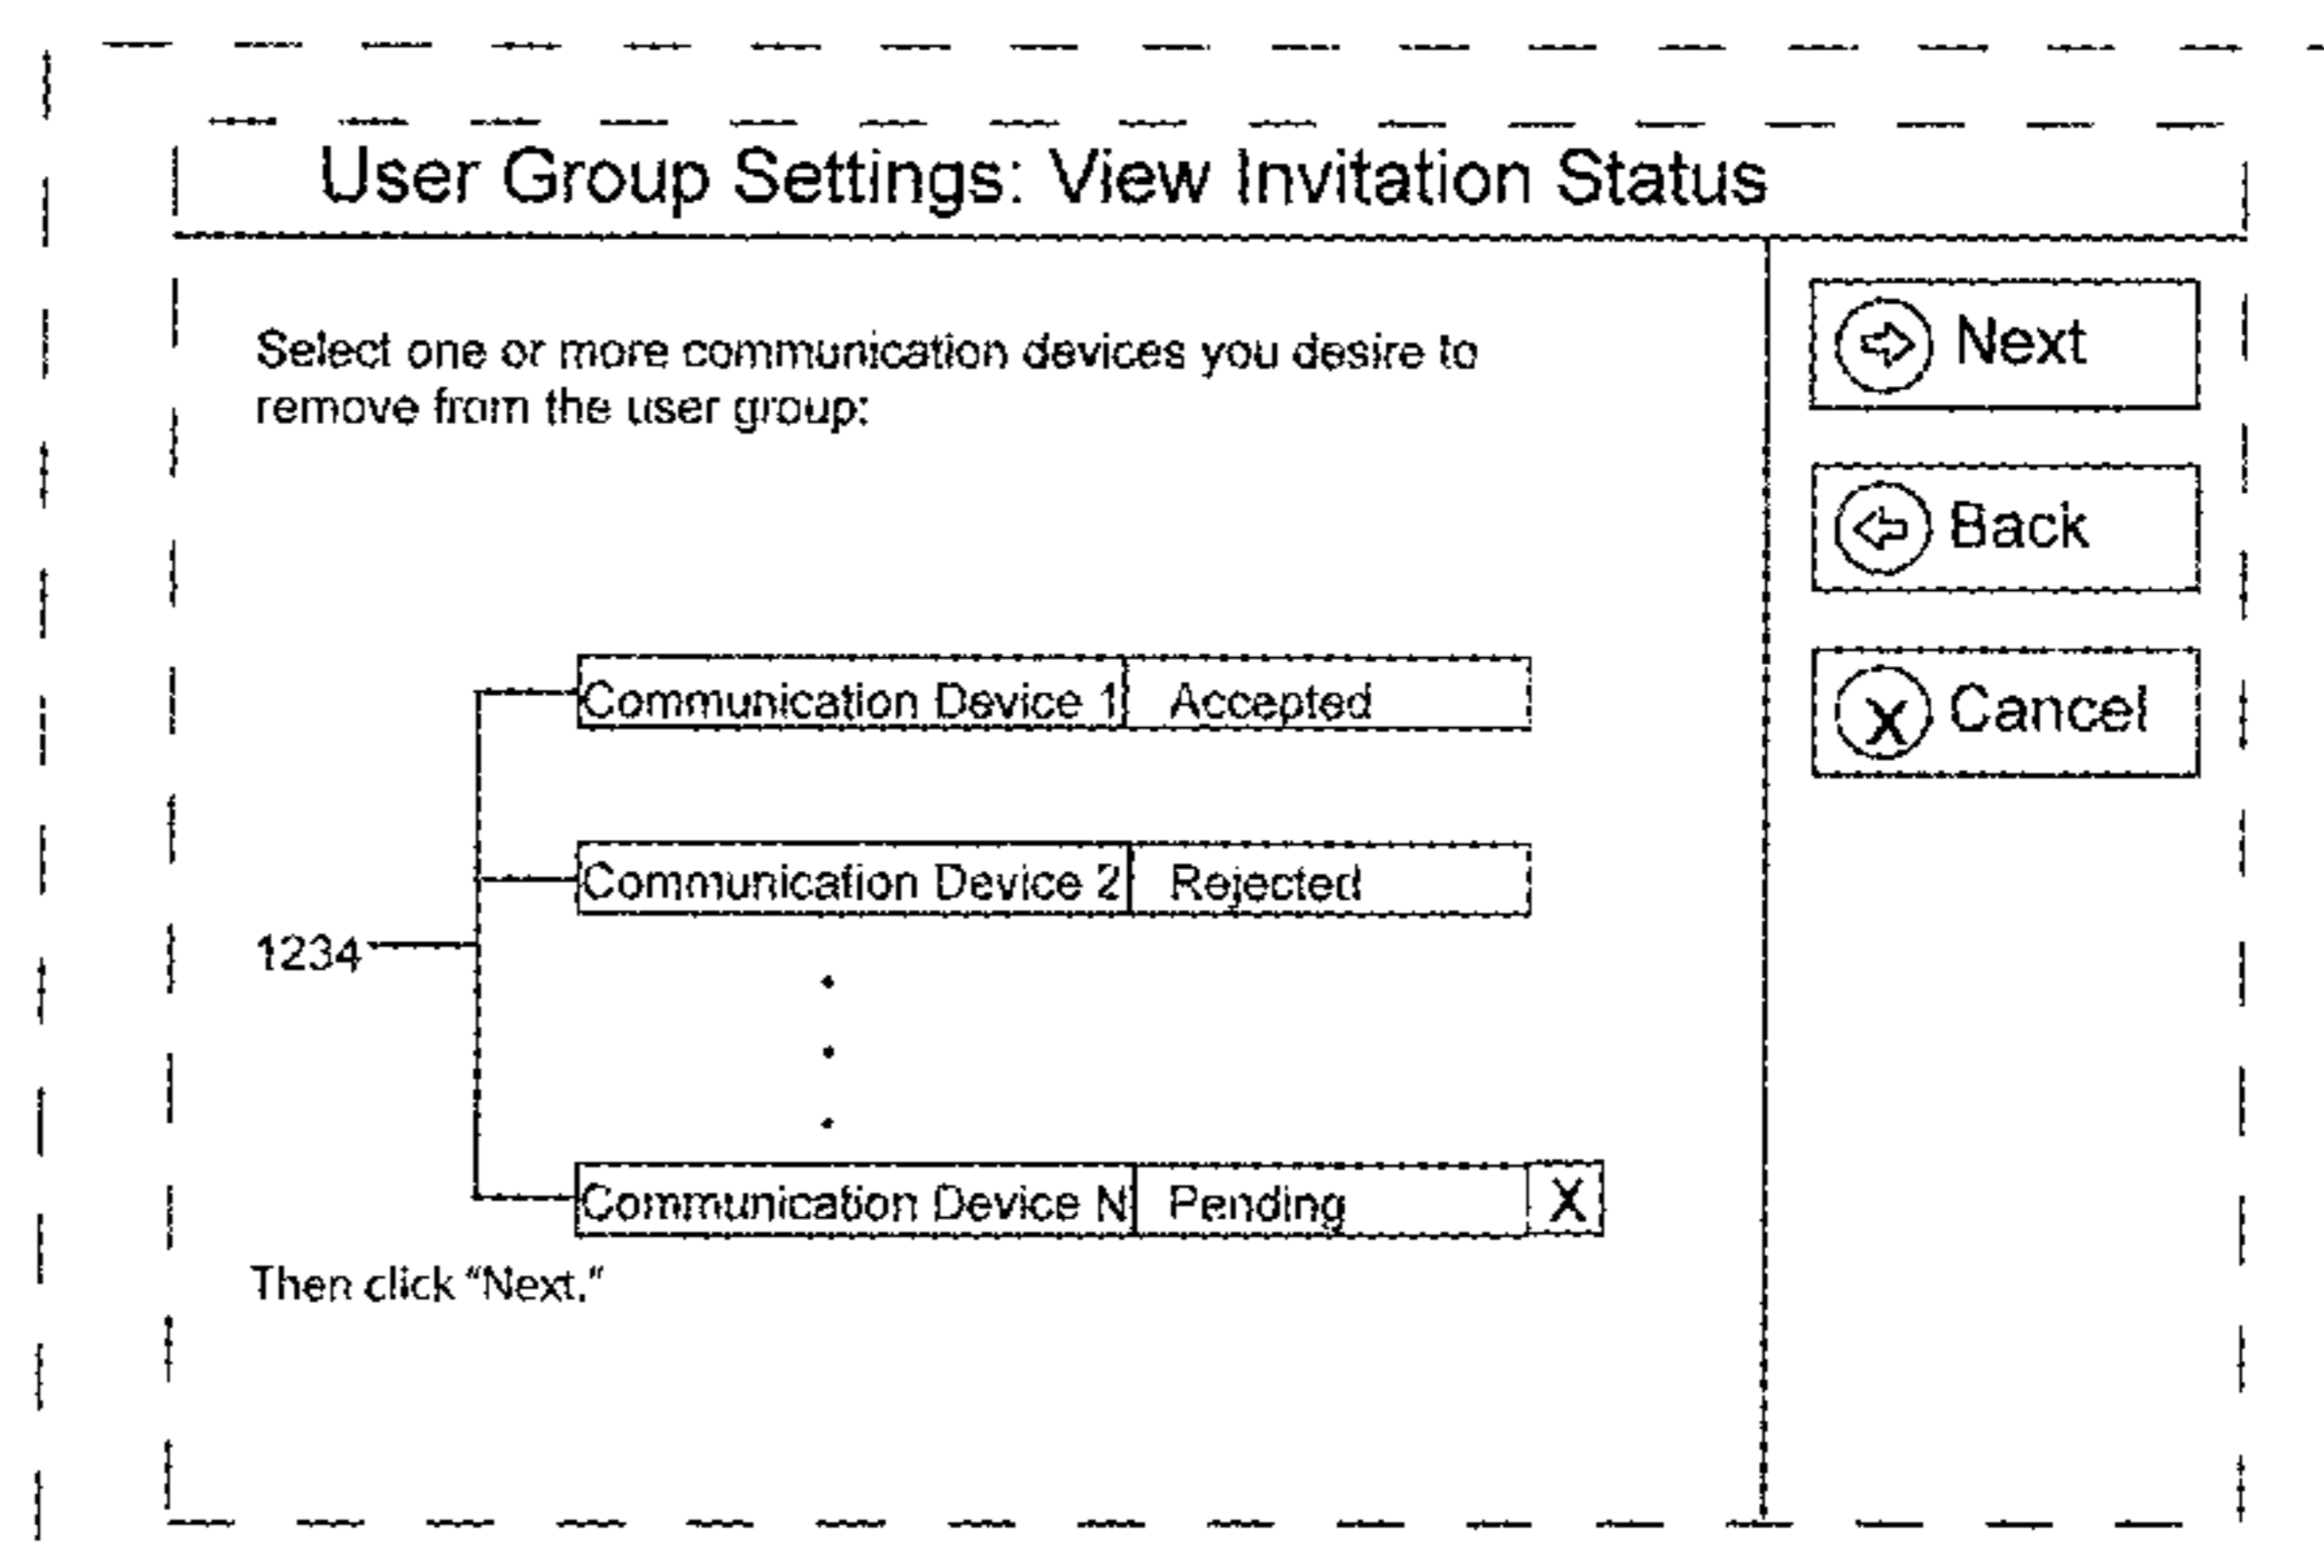 User Group Settings: View Invitation Status
Select one or more communication devices you desire to
remove from the user group:
Next
Back
X Cancel
Communication Device 1 Accepted
Communication Device 2 Rejected
1234
Communication Device N Pending X
Then click “Next.“